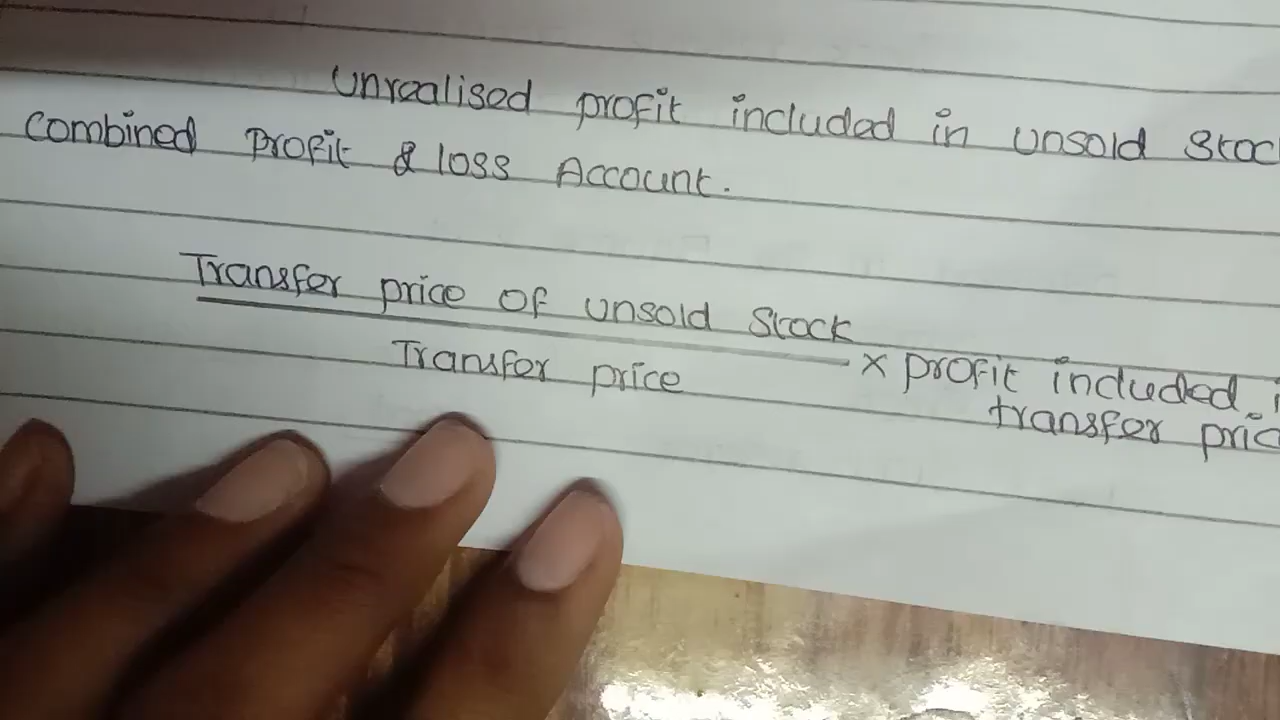 Unrealised profit included in unsold Stoc
Combined Profit & loss Account.
Transfer price of unsold Stock
Transfer price
× profit included i
transfer pric